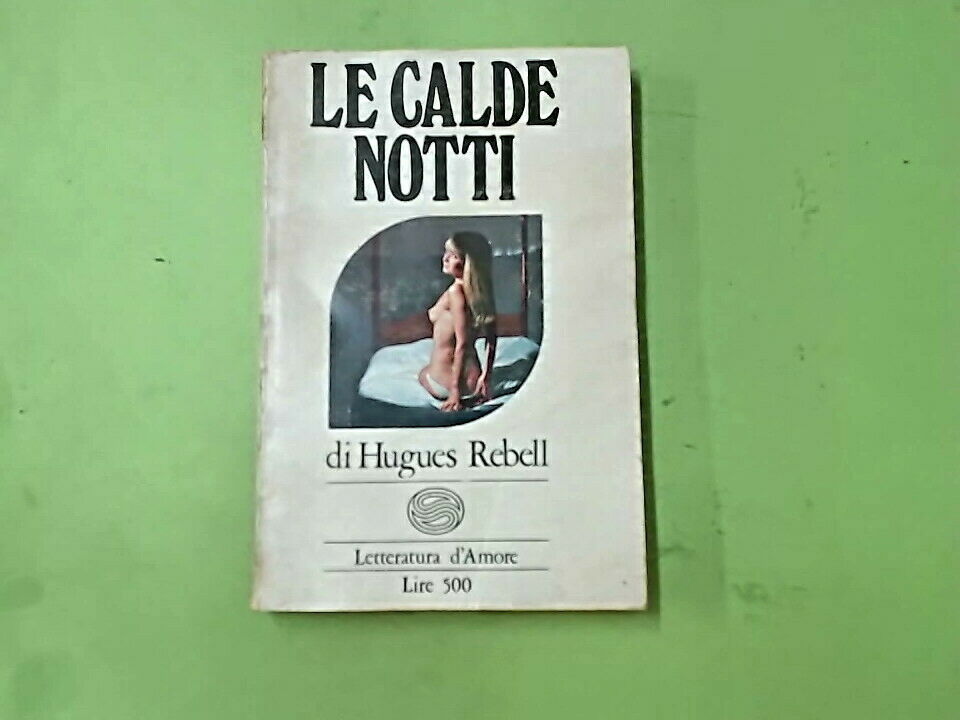 LE CALDE
NOTTI
di Hugues Rebell
Letteratura d'Amore
Lire 500